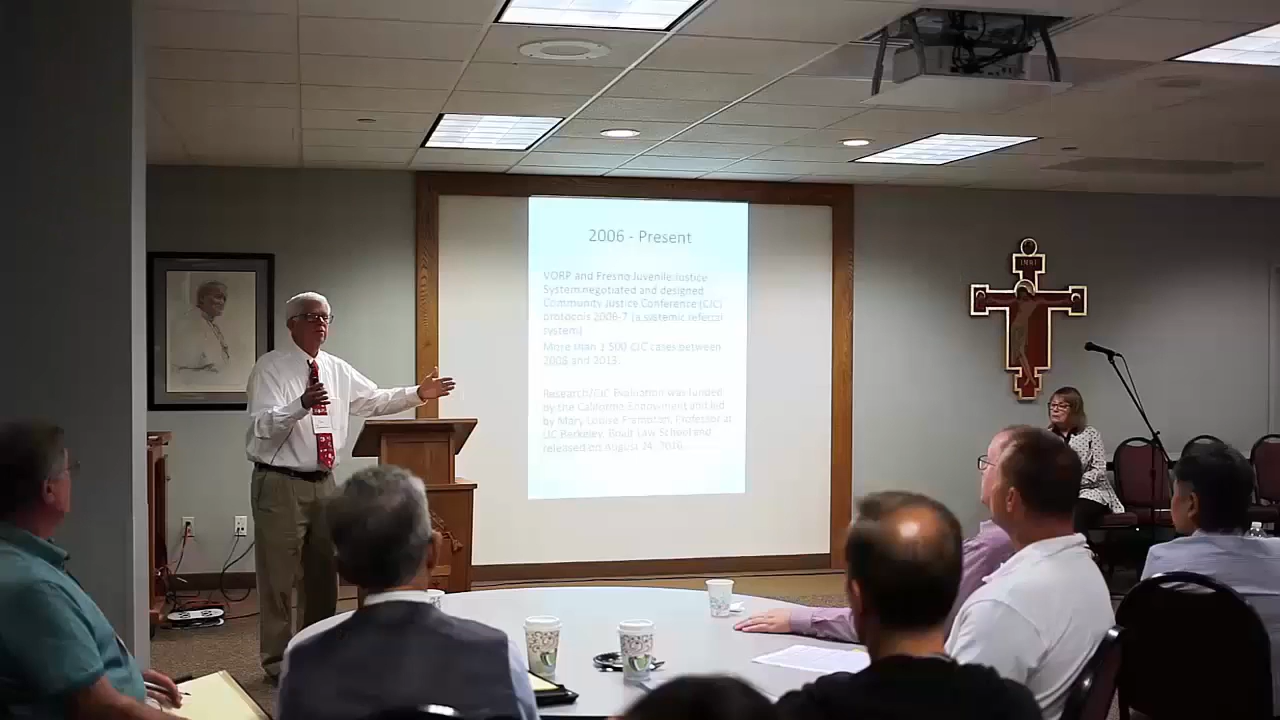 2006 - Present
VORP and Fresno Juvenile Justice
System negotiated and designed
Community Justice Conference (CJC)
protocols 2006-7 (a systemic referral
system)
More than 1,500 CJC cases between
2006 and 2013.
Research/CJC Evaluation was funded
by the California Endowment and led
by Mary Louise Frampton, Professor at
UC Berkeley, Boalt Law School and
released on August 24, 2016.
INRI